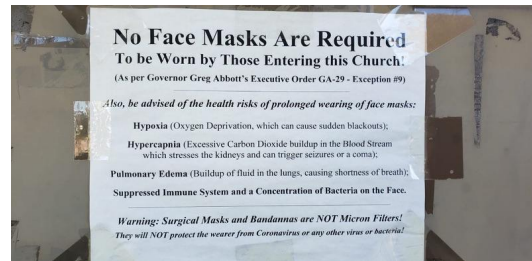 No Face Masks Are Required
To be Worn by Those Entering this Church!
(As per Governor Greg Abbott's Executive Order GA-29 - Exception #9)
Also, be advised of the health risks of prolonged wearing of face masks:
Hypoxia (Oxygen Deprivation, which can cause sudden blackouts);
Hypercapnia (Excessive Carbon Dioxide buildup in the Blood Stream
which stresses the kidneys and can trigger seizures or a coma);
Pulmonary Edema (Buildup of fluid in the lungs, causing shortness of breath);
Suppressed Immune System and a Concentration of Bacteria on the Face.
Warning: Surgical Masks and Bandannas are NOT Micron Filters!
They will NOT protect the wearer from Coronavirus or any other virus or bacteria!